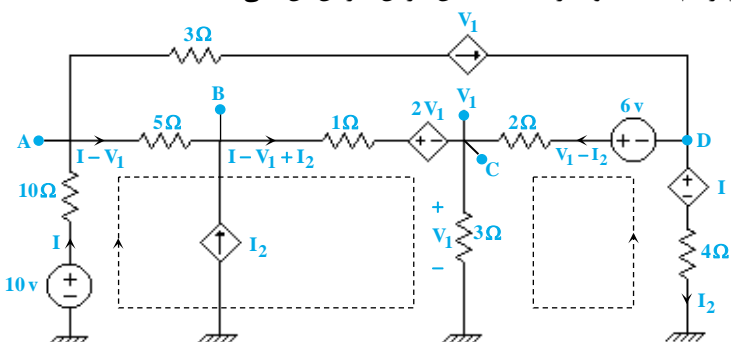 3Ω V₁
B V₁ 6 v
5Ω 1Ω 2V₁ 2Ω
A D
I – V₁ I – V₁ + I₂ V₁ – I₂
C
10Ω + I
V₁ 3Ω
I I₂ – 4Ω
10 v I₂